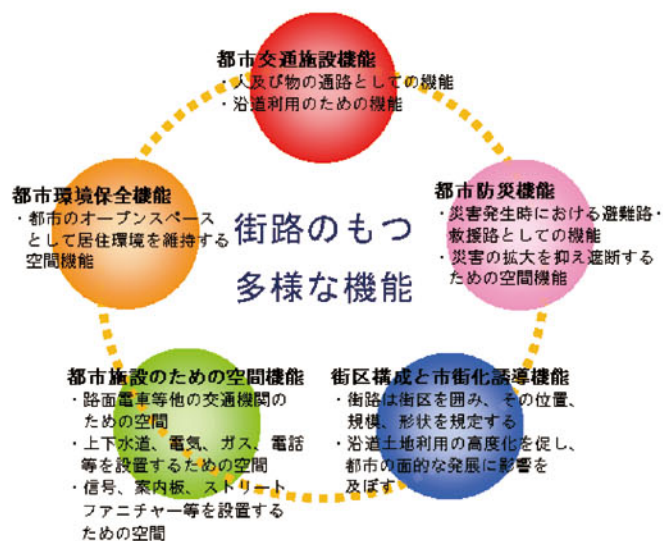 都市交通施設機能
・人及び物の通路としての機能
・沿道利用のための機能
都市環境保全機能
・都市のオープンスペース
として居住環境を維持する
空間機能
街路のもつ
多様な機能
都市防災機能
・災害発生時における避難路・
救援路としての機能
・災害の拡大を抑え遮断する
ための空間機能
都市施設のための空間機能
・路面電車等他の交通機関の
ための空間
・上下水道、電気、ガス、電話
等を設置するための空間
・信号、案内板、ストリート
ファニチャー等を設置する
ための空間
街区構成と市街化誘導機能
・街路は街区を囲み、その位置、
規模、形状を規定する
・沿道土地利用の高度化を促し、
都市の面的な発展に影響を
及ぼす